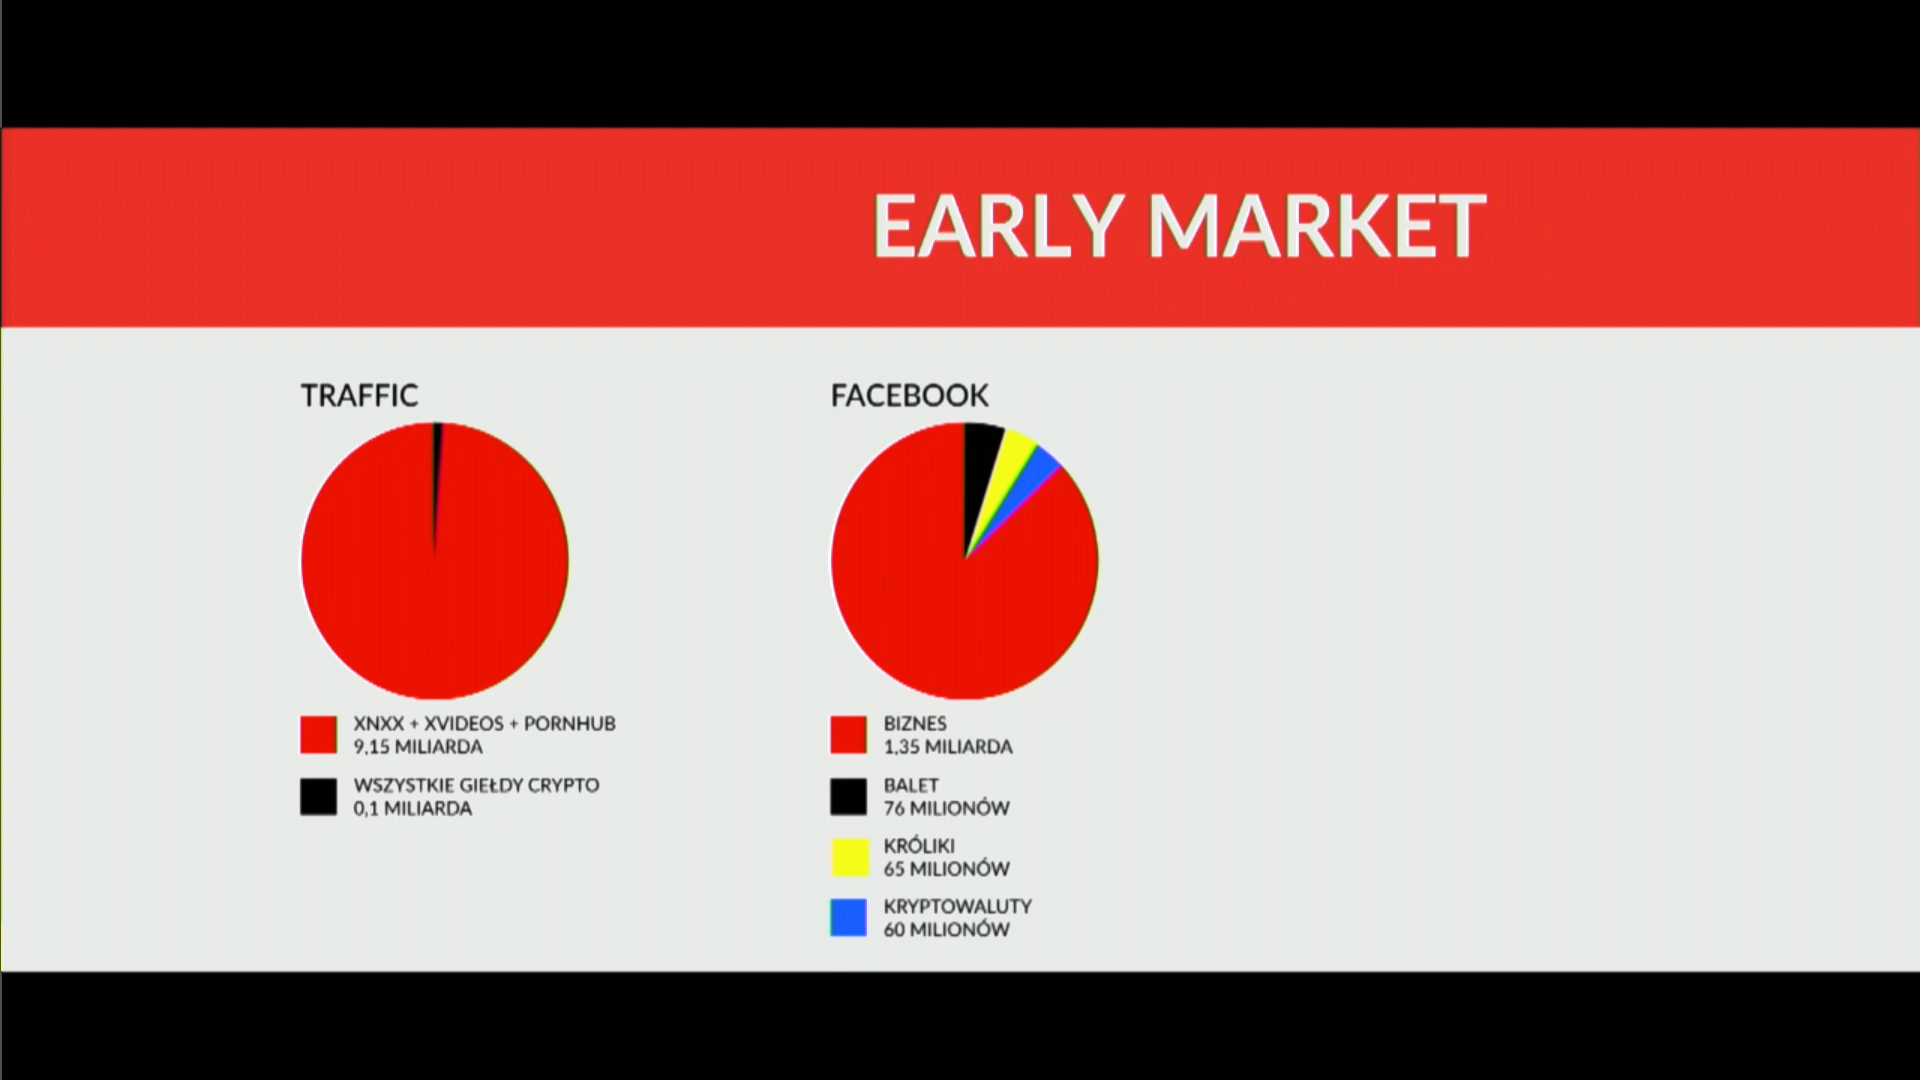 EARLY MARKET
TRAFFIC
XNXX + XVIDEOS + PORNHUB
9,15 MILIARDA
WSZYSTKIE GIEŁDY CRYPTO
0,1 MILIARDA
FACEBOOK
BIZNES
1,35 MILIARDA
BALET
76 MILIONÓW
KRÓLIKI
65 MILIONÓW
KRYPTOWALUTY
60 MILIONÓW